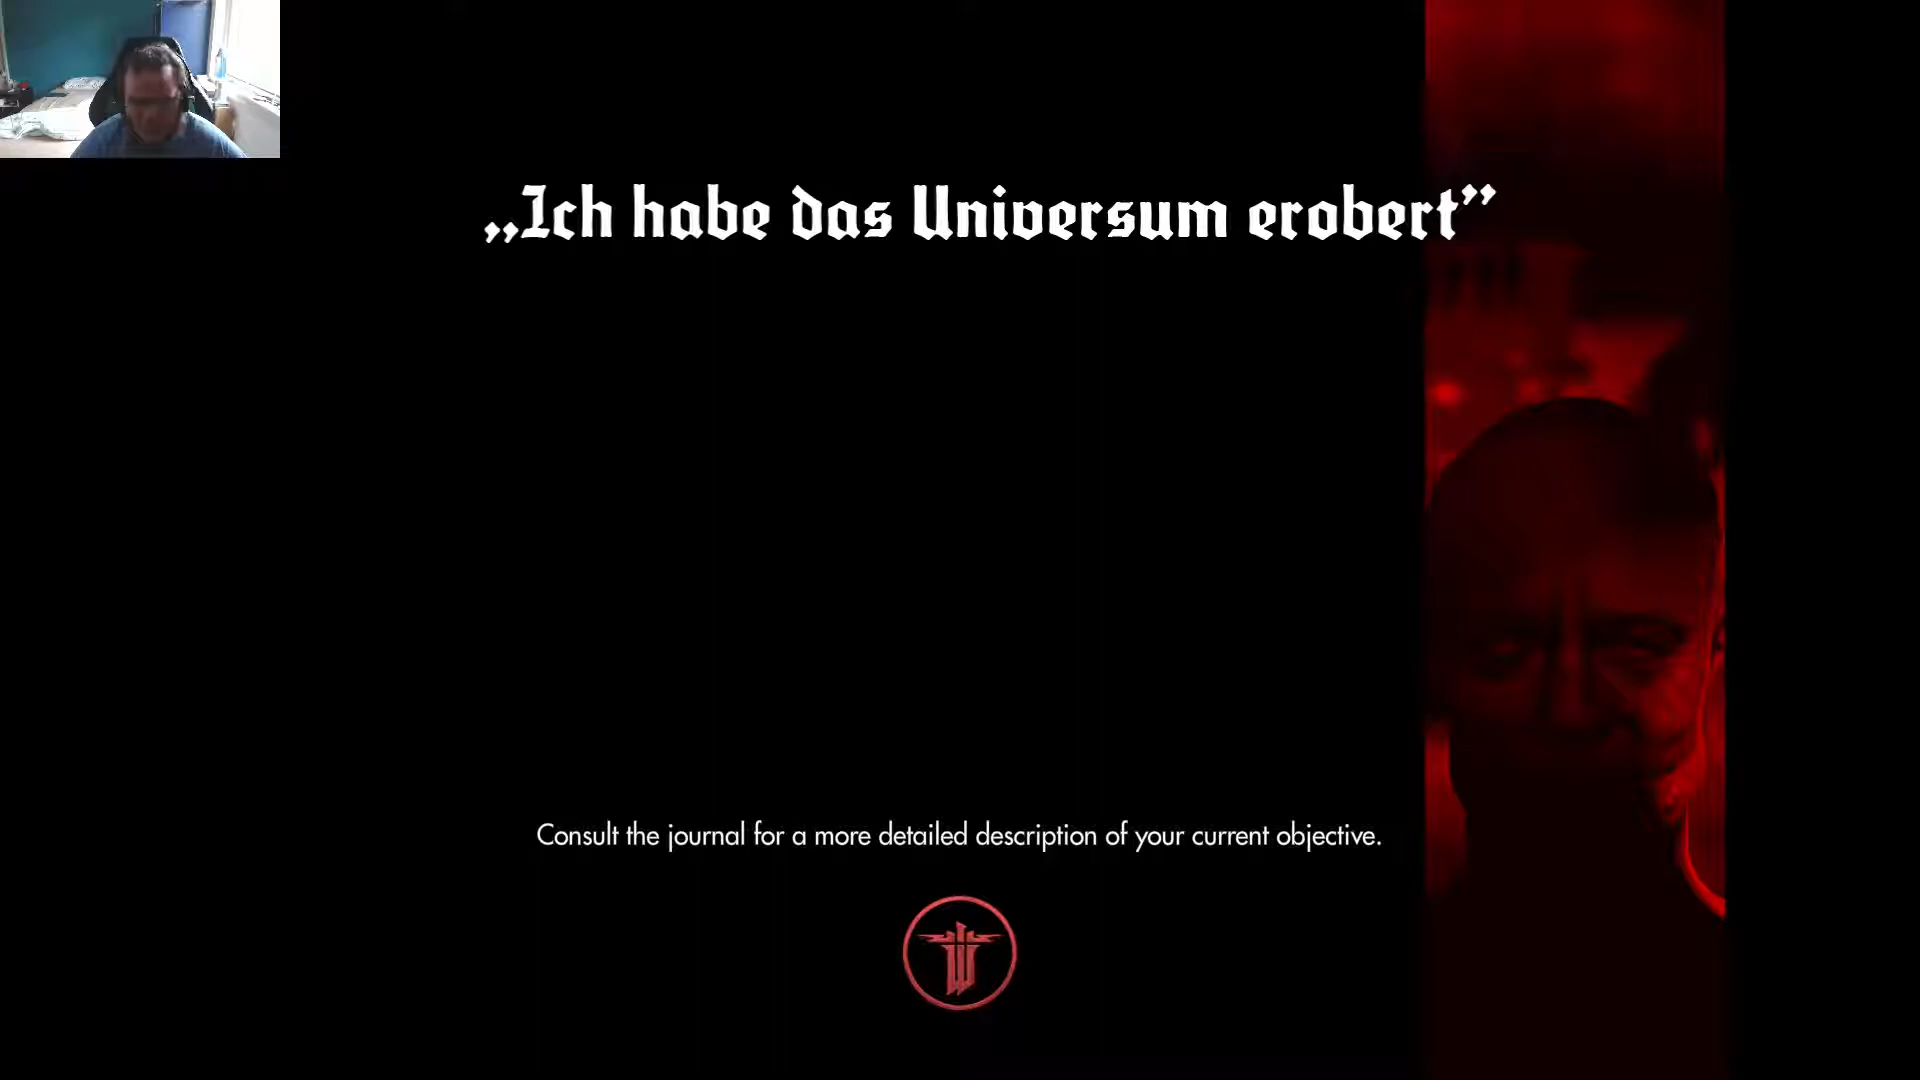 „Ich habe das Universum erobert”
Consult the journal for a more detailed description of your current objective.